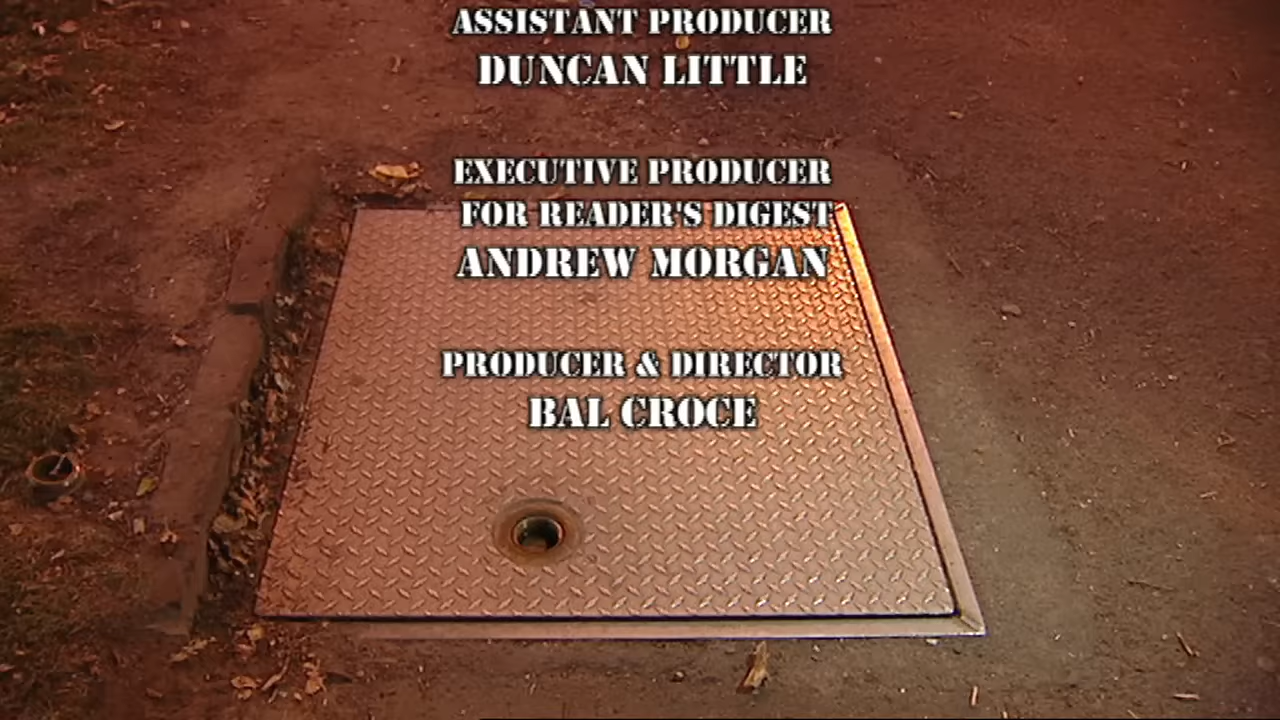 ASSISTANT PRODUCER
DUNCAN LITTLE
EXECUTIVE PRODUCER
FOR READER'S DIGEST
ANDREW MORGAN
PRODUCER & DIRECTOR
BAL CROCE